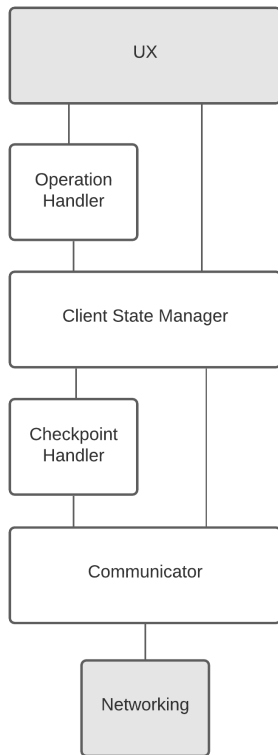 UX
Operation
Handler
Client State Manager
Checkpoint
Handler
Communicator
Networking